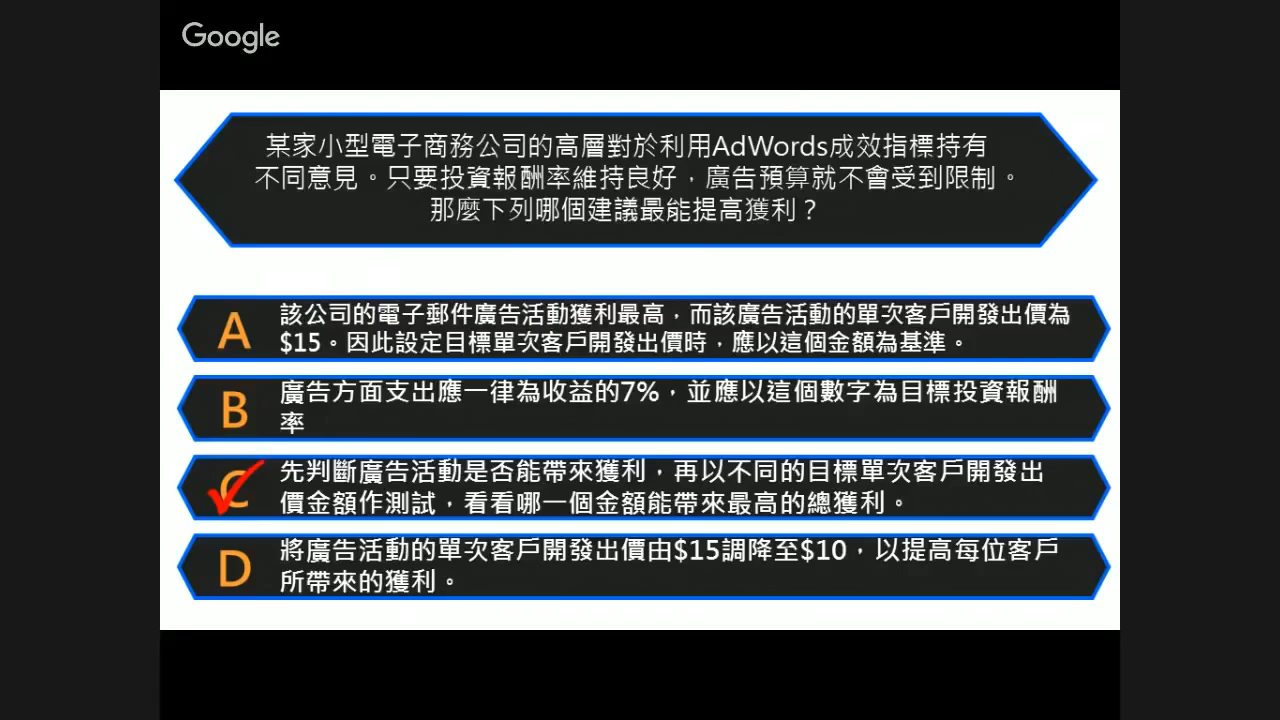 Google
某家小型電子商務公司的高層對於利用AdWords成效指標持有
不同意見。只要投資報酬率維持良好，廣告預算就不會受到限制。
那麼下列哪個建議最能提高獲利？
A
該公司的電子郵件廣告活動獲利最高，而該廣告活動的單次客戶開發出價為
$15。因此設定目標單次客戶開發出價時，應以這個金額為基準。
B
廣告方面支出應一律為收益的7%，並應以這個數字為目標投資報酬
率
C
先判斷廣告活動是否能帶來獲利，再以不同的目標單次客戶開發出
價金額作測試，看看哪一個金額能帶來最高的總獲利。
D
將廣告活動的單次客戶開發出價由$15調降至$10，以提高每位客戶
所帶來的獲利。